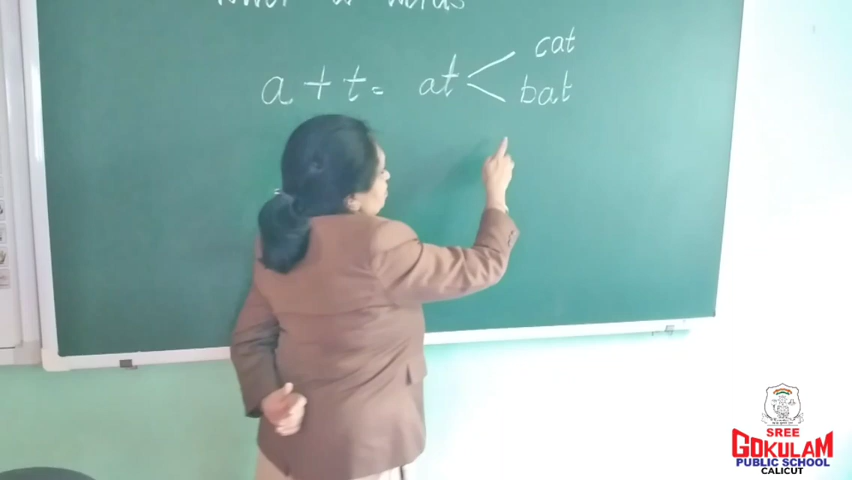 a + t = at < cat
bat
SREE
GOKULAM
PUBLIC SCHOOL
CALICUT